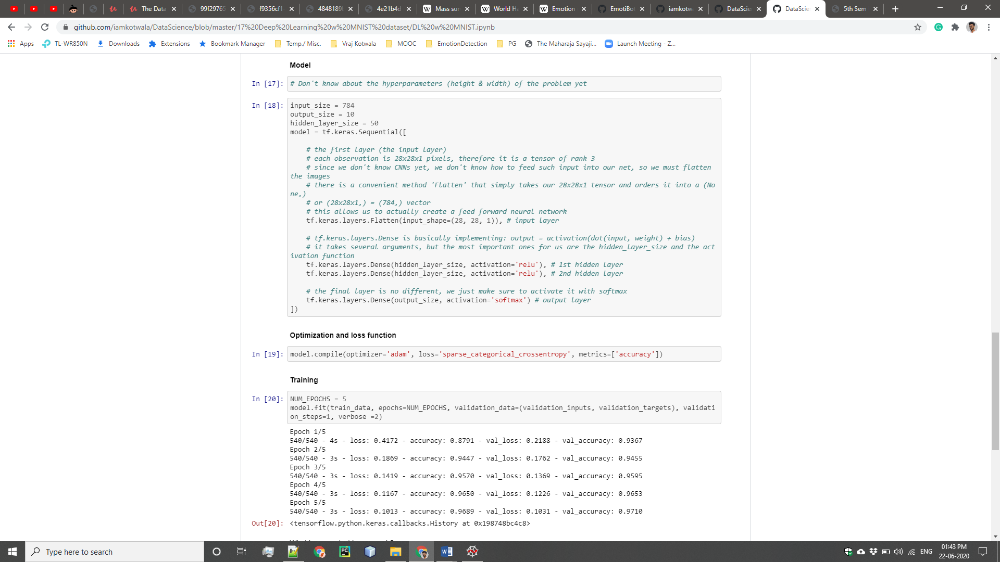 The Data
99f29765
f9356cf1-
4848189
4e21b4d
Mass sur
World Ha
Emotion
EmotiBot
iamkotwa
DataScie
DataScie
5th Sem
github.com/iamkotwala/DataScience/blob/master/17%20Deep%20Learning%20w%20MNIST%20dataset/DL%20w%20MNIST.ipynb
Apps
TL-WR850N
Downloads
Extensions
Bookmark Manager
Temp./ Misc.
Vraj Kotwala
MOOC
EmotionDetection
PG
The Maharaja Sayaji...
Launch Meeting - Z...
Model
In [17]: # Don't know about the hyperparameters (height & width) of the problem yet
In [18]: input_size = 784
output_size = 10
hidden_layer_size = 50
model = tf.keras.Sequential([
# the first layer (the input layer)
# each observation is 28x28x1 pixels, therefore it is a tensor of rank 3
# since we don't know CNNs yet, we don't know how to feed such input into our net, so we must flatten
the images
# there is a convenient method 'Flatten' that simply takes our 28x28x1 tensor and orders it into a (No
ne,)
# or (28x28x1,) = (784,) vector
# this allows us to actually create a feed forward neural network
tf.keras.layers.Flatten(input_shape=(28, 28, 1)), # input layer
# tf.keras.layers.Dense is basically implementing: output = activation(dot(input, weight) + bias)
# it takes several arguments, but the most important ones for us are the hidden_layer_size and the act
ivation function
tf.keras.layers.Dense(hidden_layer_size, activation='relu'), # 1st hidden layer
tf.keras.layers.Dense(hidden_layer_size, activation='relu'), # 2nd hidden layer
# the final layer is no different, we just make sure to activate it with softmax
tf.keras.layers.Dense(output_size, activation='softmax') # output layer
])
Optimization and loss function
In [19]: model.compile(optimizer='adam', loss='sparse_categorical_crossentropy', metrics=['accuracy'])
Training
In [20]: NUM_EPOCHS = 5
model.fit(train_data, epochs=NUM_EPOCHS, validation_data=(validation_inputs, validation_targets), validati
on_steps=1, verbose =2)
Epoch 1/5
540/540 - 4s - loss: 0.4172 - accuracy: 0.8791 - val_loss: 0.2188 - val_accuracy: 0.9367
Epoch 2/5
540/540 - 3s - loss: 0.1869 - accuracy: 0.9447 - val_loss: 0.1762 - val_accuracy: 0.9455
Epoch 3/5
540/540 - 3s - loss: 0.1419 - accuracy: 0.9570 - val_loss: 0.1369 - val_accuracy: 0.9595
Epoch 4/5
540/540 - 3s - loss: 0.1167 - accuracy: 0.9650 - val_loss: 0.1226 - val_accuracy: 0.9653
Epoch 5/5
540/540 - 3s - loss: 0.1013 - accuracy: 0.9689 - val_loss: 0.1031 - val_accuracy: 0.9710
Out[20]: <tensorflow.python.keras.callbacks.History at 0x198748bc4c8>
Type here to search
ENG
01:43 PM
22-06-2020